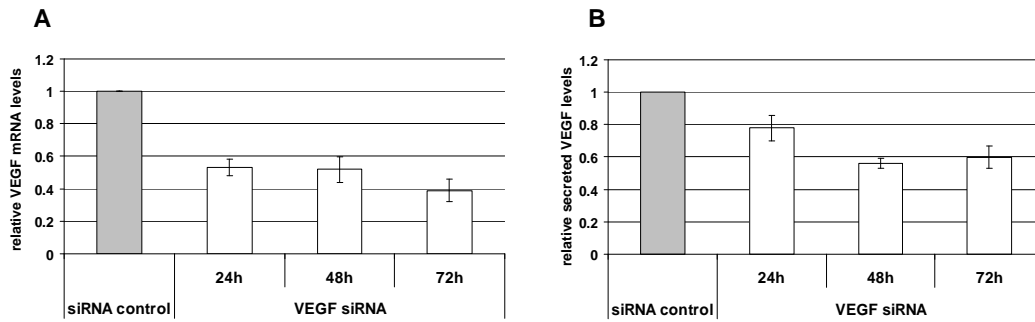 A
relative VEGF mRNA levels
1.2
1
0.8
0.6
0.4
0.2
0
24h 48h 72h
siRNA control VEGF siRNA
B
relative secreted VEGF levels
1.2
1
0.8
0.6
0.4
0.2
0
24h 48h 72h
siRNA control VEGF siRNA